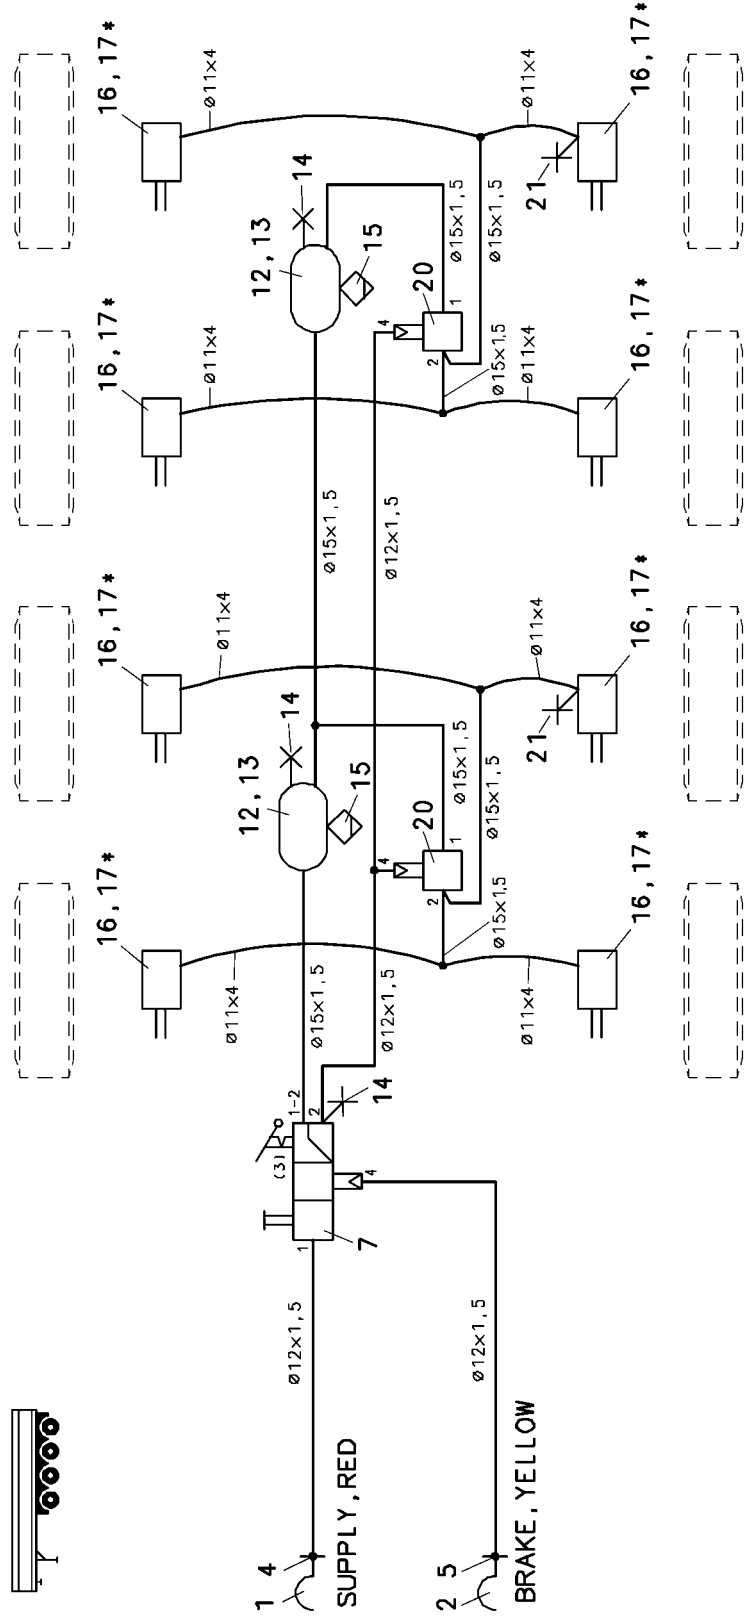 16,17*
16,17*
16,17*
16,17*
Ø11x4
Ø11x4
Ø11x4
Ø11x4
14
14
12,13
15
12,13
15
Ø15x1,5
Ø15x1,5
Ø12x1,5
Ø12x1,5
4
20
1
2
Ø15x1,5
Ø15x1,5
Ø15x1,5
4
20
1
2
Ø15x1,5
Ø15x1,5
Ø15x1,5
Ø11x4
Ø11x4
Ø11x4
Ø11x4
21
21
16,17*
16,17*
16,17*
16,17*
1-2
2
14
(3)
4
1
7
Ø12x1,5
Ø12x1,5
1
4
SUPPLY,RED
2
5
BRAKE,YELLOW